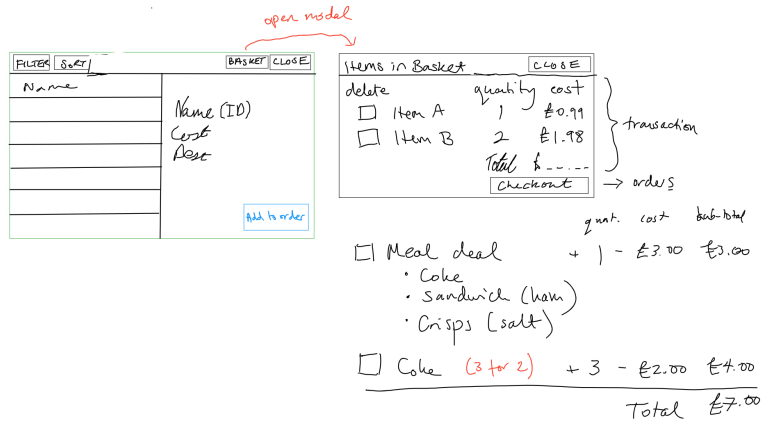 open modal
FILTER SORT BASKET CLOSE
Name
Name (ID)
Cost
Desc
Add to order
Items in Basket CLOSE
delete quantity cost
Item A 1 £0.99
Item B 2 £1.98
Total £ _ _ . _ _
Checkout → orders
transaction
quant. cost sub-total
Meal deal + 1 - £3.00 £3.00
• Coke
• Sandwich (ham)
• Crisps (salt)
Coke (3 for 2) + 3 - £2.00 £4.00
Total £7.00